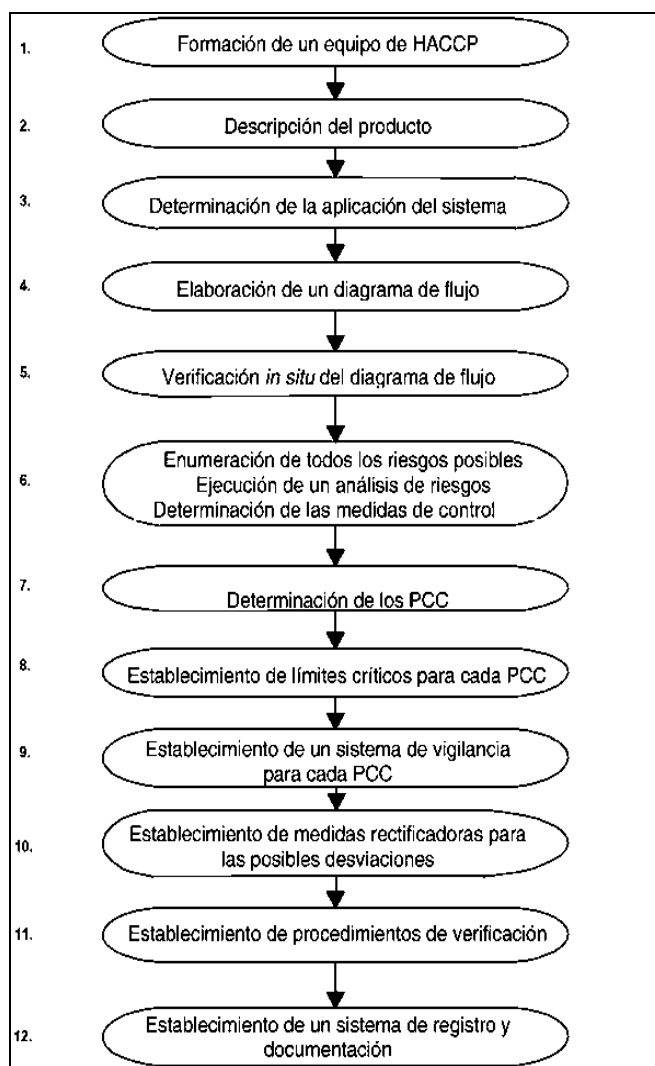 1. Formación de un equipo de HACCP
2. Descripción del producto
3. Determinación de la aplicación del sistema
4. Elaboración de un diagrama de flujo
5. Verificación in situ del diagrama de flujo
6. Enumeración de todos los riesgos posibles
Ejecución de un análisis de riesgos
Determinación de las medidas de control
7. Determinación de los PCC
8. Establecimiento de límites críticos para cada PCC
9. Establecimiento de un sistema de vigilancia
para cada PCC
10. Establecimiento de medidas rectificadoras para
las posibles desviaciones
11. Establecimiento de procedimientos de verificación
12. Establecimiento de un sistema de registro y
documentación